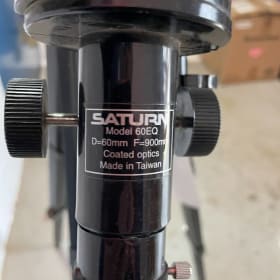 SATURN
Model 60EQ
D=60mm F=900mm
Coated optics
Made in Taiwan